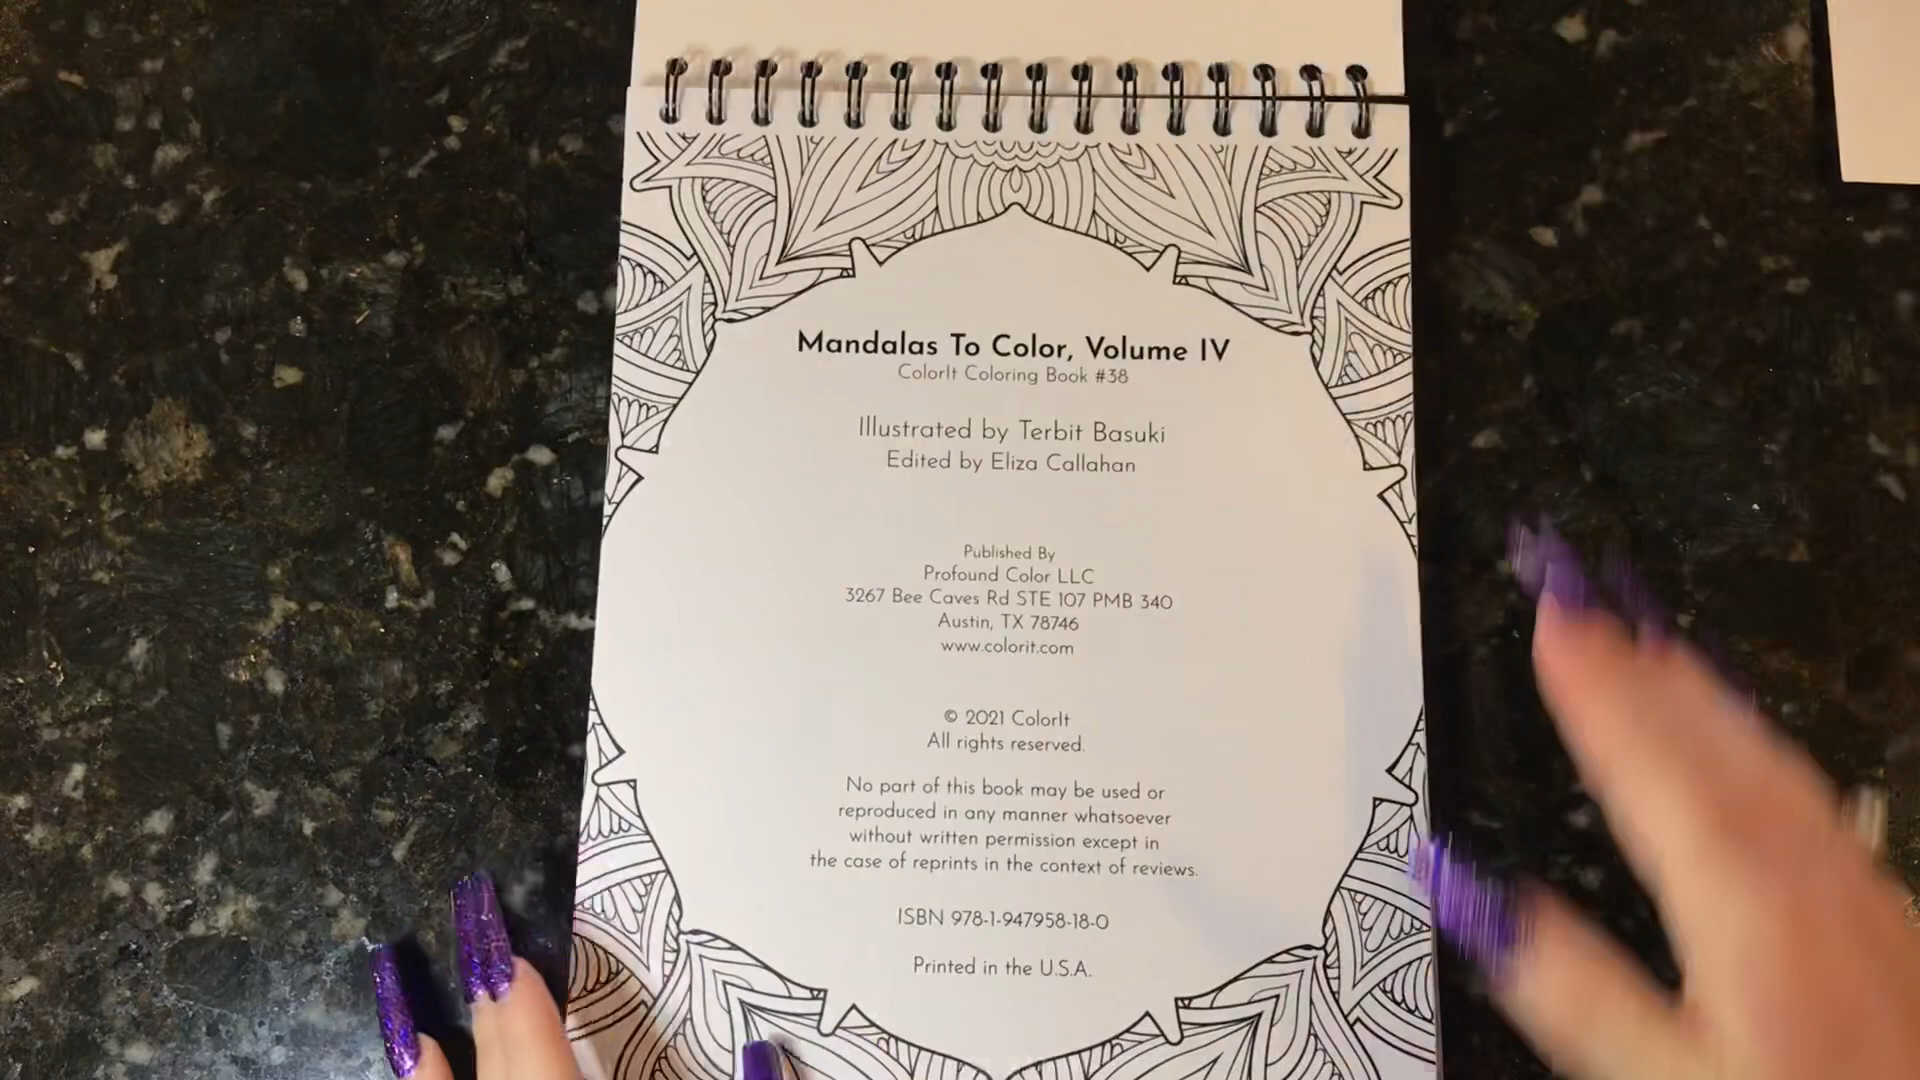 Mandalas To Color, Volume IV
ColorIt Coloring Book #38
Illustrated by Terbit Basuki
Edited by Eliza Callahan
Published By
Profound Color LLC
3267 Bee Caves Rd STE 107 PMB 340
Austin, TX 78746
www.colorit.com
© 2021 ColorIt
All rights reserved.
No part of this book may be used or
reproduced in any manner whatsoever
without written permission except in
the case of reprints in the context of reviews.
ISBN 978-1-947958-18-0
Printed in the U.S.A.